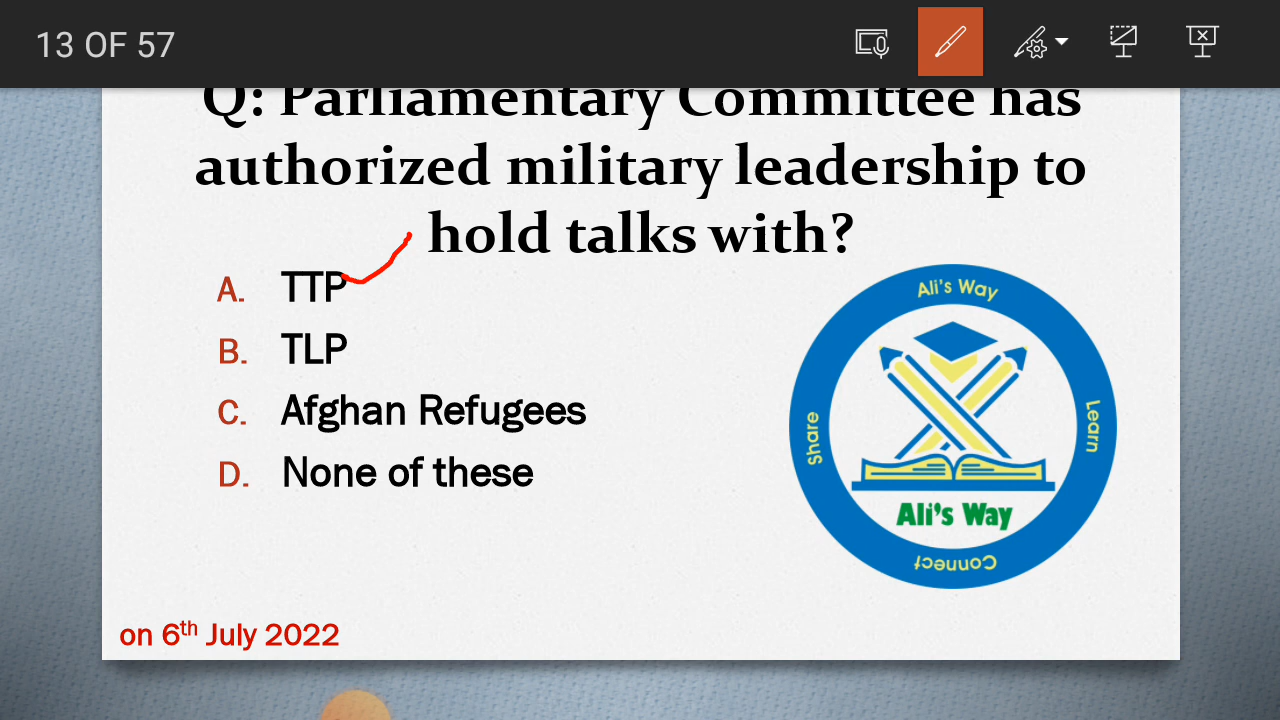 13 OF 57
Q: Parliamentary Committee has
authorized military leadership to
hold talks with?
A. TTP
B. TLP
C. Afghan Refugees
D. None of these
Ali's Way
Share
Learn
Ali's Way
Connect
on 6th July 2022